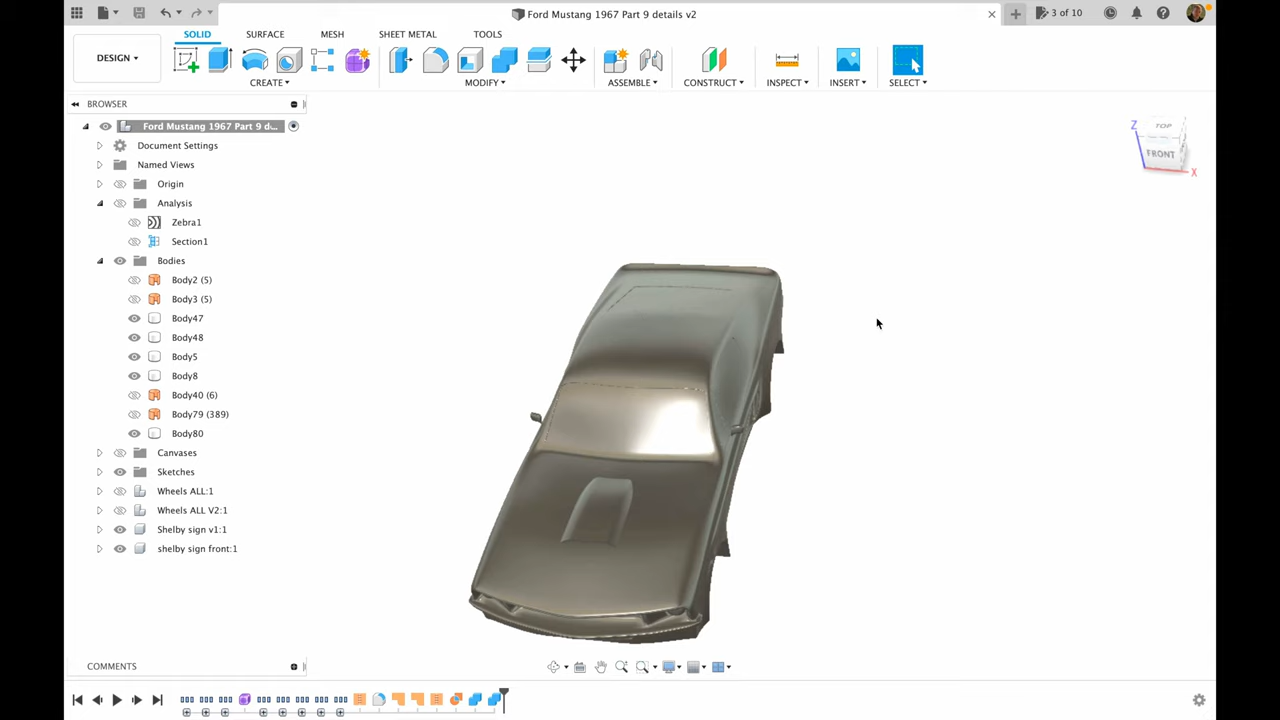 Ford Mustang 1967 Part 9 details v2
3 of 10
DESIGN
SOLID
SURFACE
MESH
SHEET METAL
TOOLS
CREATE
MODIFY
ASSEMBLE
CONSTRUCT
INSPECT
INSERT
SELECT
BROWSER
Ford Mustang 1967 Part 9 d...
Document Settings
Named Views
Origin
Analysis
Zebra1
Section1
Bodies
Body2 (5)
Body3 (5)
Body47
Body48
Body5
Body8
Body40 (6)
Body79 (389)
Body80
Canvases
Sketches
Wheels ALL:1
Wheels ALL V2:1
Shelby sign v1:1
shelby sign front:1
Z
TOP
FRONT
X
COMMENTS